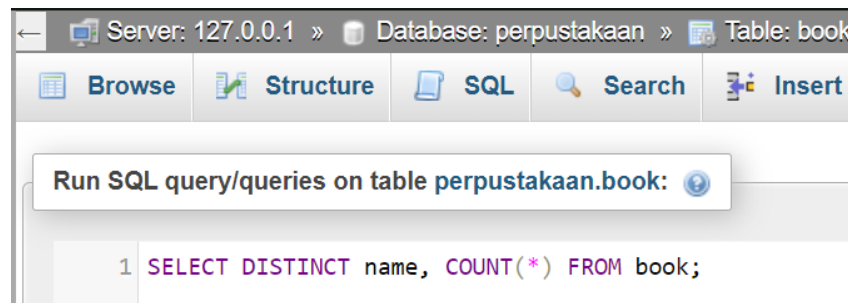 ← Server: 127.0.0.1 » Database: perpustakaan » Table: book
Browse Structure SQL Search Insert
Run SQL query/queries on table perpustakaan.book:
1 SELECT DISTINCT name, COUNT(*) FROM book;